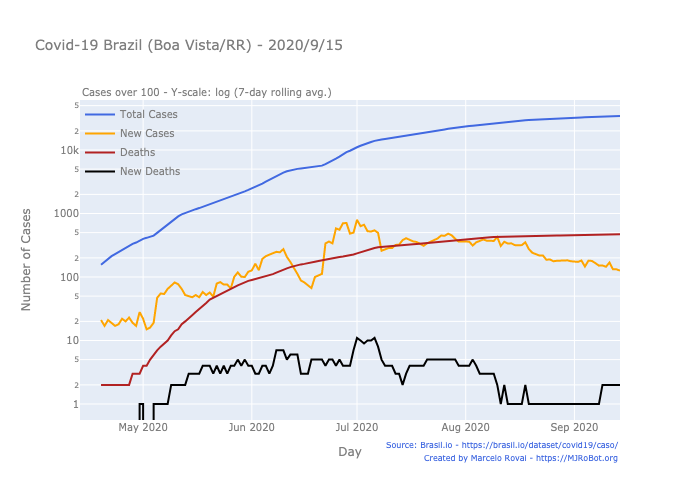 Covid-19 Brazil (Boa Vista/RR) - 2020/9/15
Cases over 100 - Y-scale: log (7-day rolling avg.)
Total Cases
New Cases
Deaths
New Deaths
5
2
10k
5
2
1000
5
2
100
5
2
10
5
2
1
Number of Cases
May 2020
Jun 2020
Jul 2020
Aug 2020
Sep 2020
Day
Source: Brasil.io - https://brasil.io/dataset/covid19/caso/
Created by Marcelo Rovai - https://MJRoBot.org